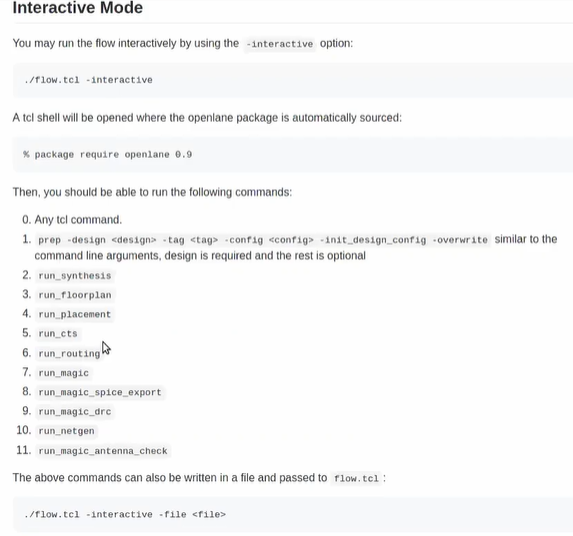 Interactive Mode
You may run the flow interactively by using the -interactive option:
./flow.tcl -interactive
A tcl shell will be opened where the openlane package is automatically sourced:
% package require openlane 0.9
Then, you should be able to run the following commands:
0. Any tcl command.
1. prep -design <design> -tag <tag> -config <config> -init_design_config -overwrite similar to the
command line arguments, design is required and the rest is optional
2. run_synthesis
3. run_floorplan
4. run_placement
5. run_cts
6. run_routing
7. run_magic
8. run_magic_spice_export
9. run_magic_drc
10. run_netgen
11. run_magic_antenna_check
The above commands can also be written in a file and passed to flow.tcl :
./flow.tcl -interactive -file <file>